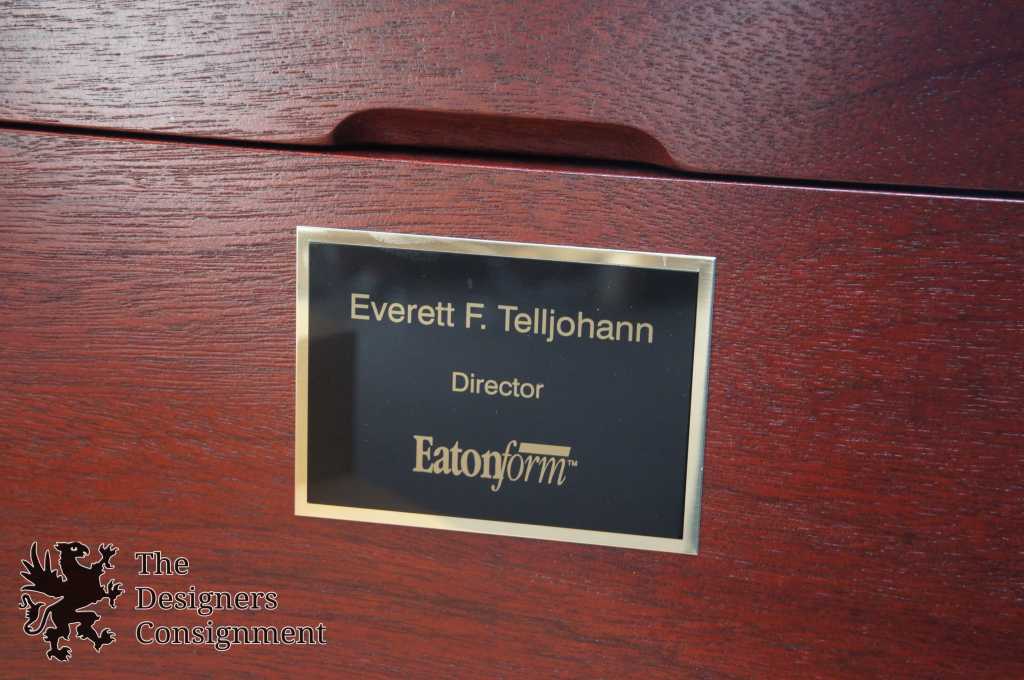 Everett F. Telljohann
Director
Eatonform™
The
Designers
Consignment